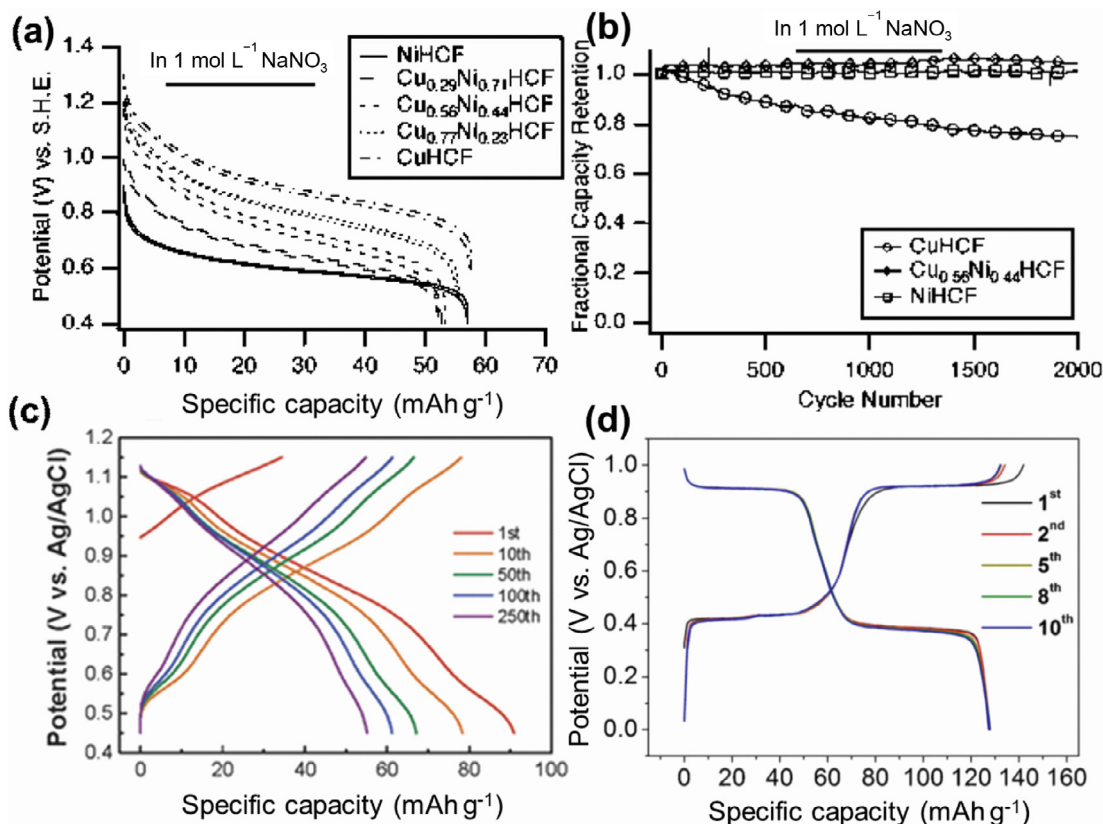 (a)
In 1 mol L⁻¹ NaNO₃
NiHCF
Cu₀.₂₉Ni₀.₇₁HCF
Cu₀.₅₆Ni₀.₄₄HCF
Cu₀.₇₇Ni₀.₂₃HCF
CuHCF
Potential (V) vs. S.H.E.
1.4
1.2
1.0
0.8
0.6
0.4
0 10 20 30 40 50 60 70
Specific capacity (mAh g⁻¹)
(b)
In 1 mol L⁻¹ NaNO₃
Fractional Capacity Retention
1.0
0.8
0.6
0.4
0.2
0.0
CuHCF
Cu₀.₅₆Ni₀.₄₄HCF
NiHCF
0 500 1000 1500 2000
Cycle Number
(c)
Potential (V vs. Ag/AgCl)
1.2
1.1
1.0
0.9
0.8
0.7
0.6
0.5
0.4
1st
10th
50th
100th
250th
0 20 40 60 80 100
Specific capacity (mAh g⁻¹)
(d)
Potential (V vs. Ag/AgCl)
1.0
0.8
0.6
0.4
0.2
0.0
1ˢᵗ
2ⁿᵈ
5ᵗʰ
8ᵗʰ
10ᵗʰ
0 20 40 60 80 100 120 140 160
Specific capacity (mAh g⁻¹)